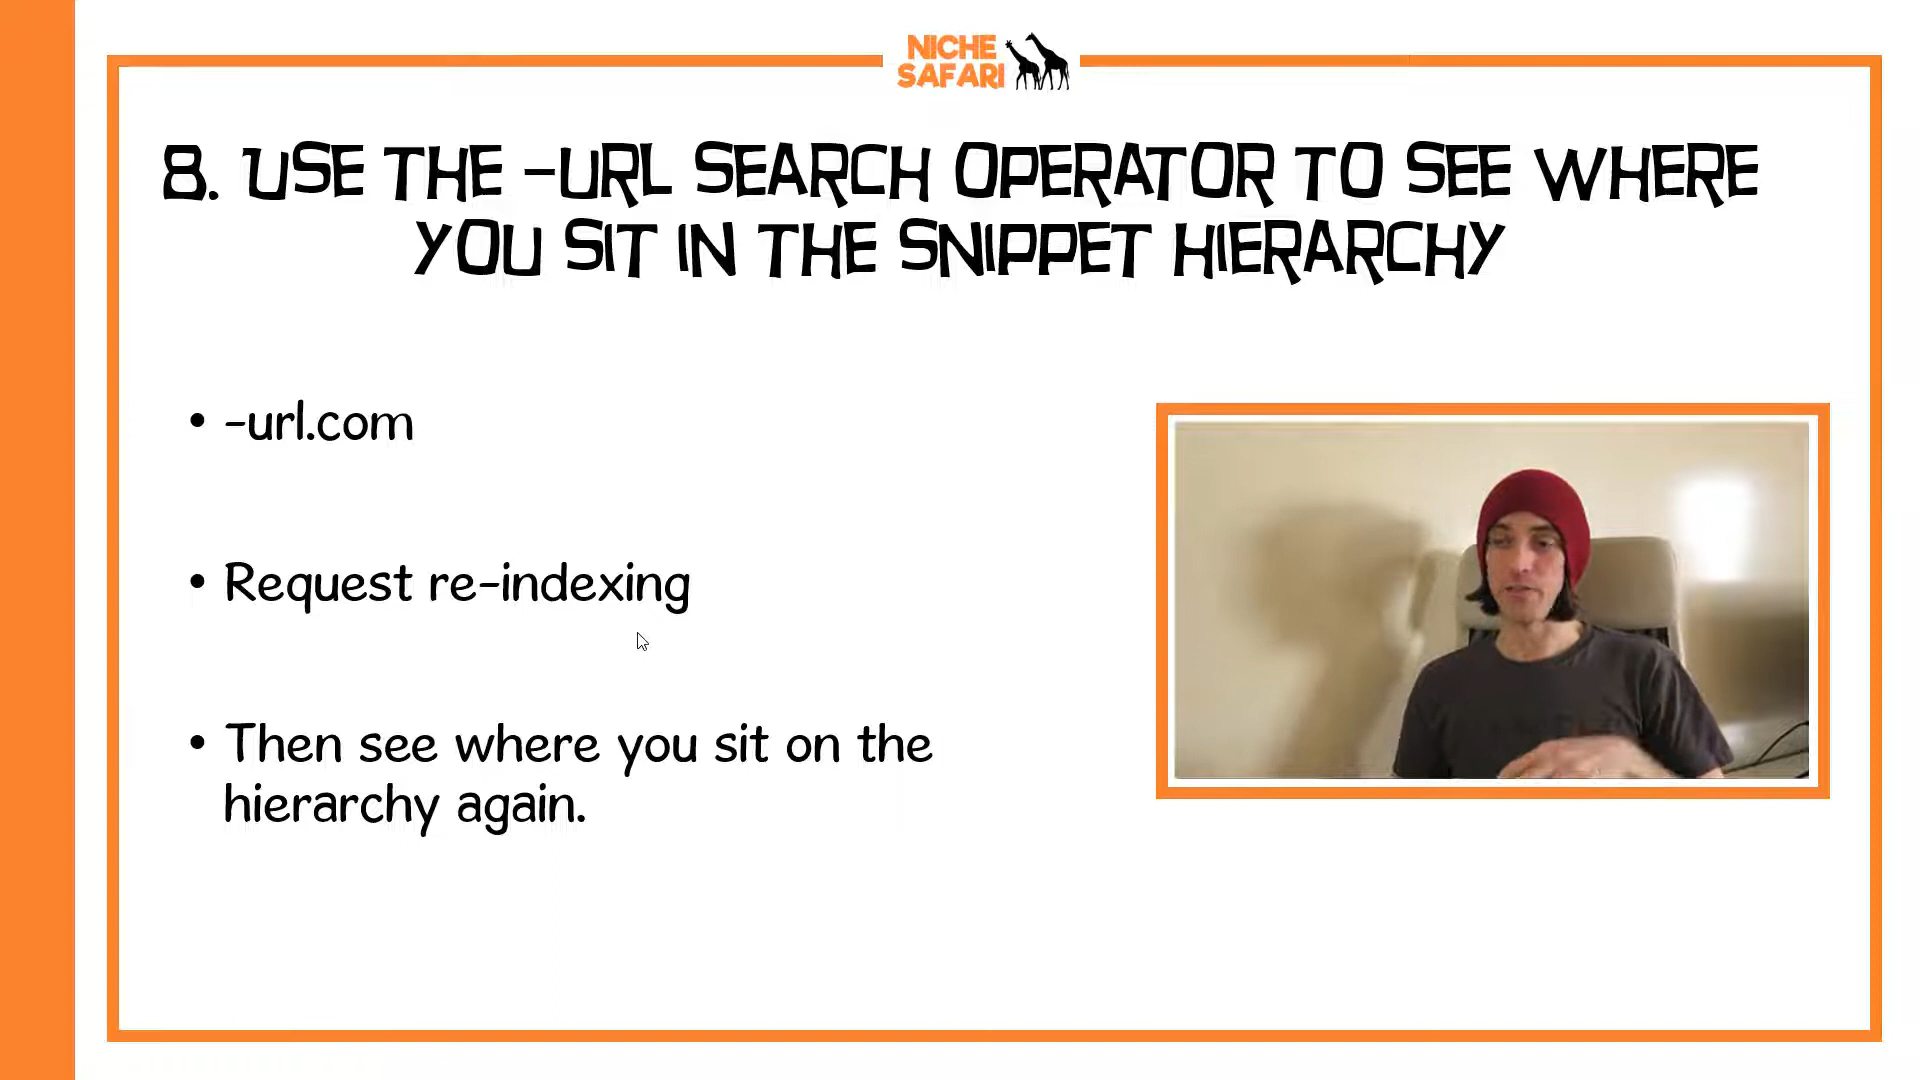 NICHE
SAFARI
8. USE THE -URL SEARCH OPERATOR TO SEE WHERE
YOU SIT IN THE SNIPPET HIERARCHY
• -url.com
• Request re-indexing
• Then see where you sit on the
hierarchy again.